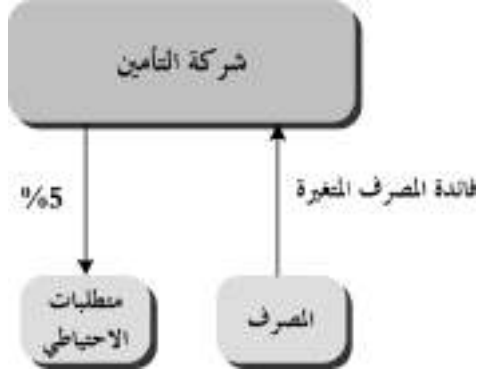 شركة التأمين
%5
فائدة المصرف المتغيرة
متطلبات
الاحتياطي
المصرف